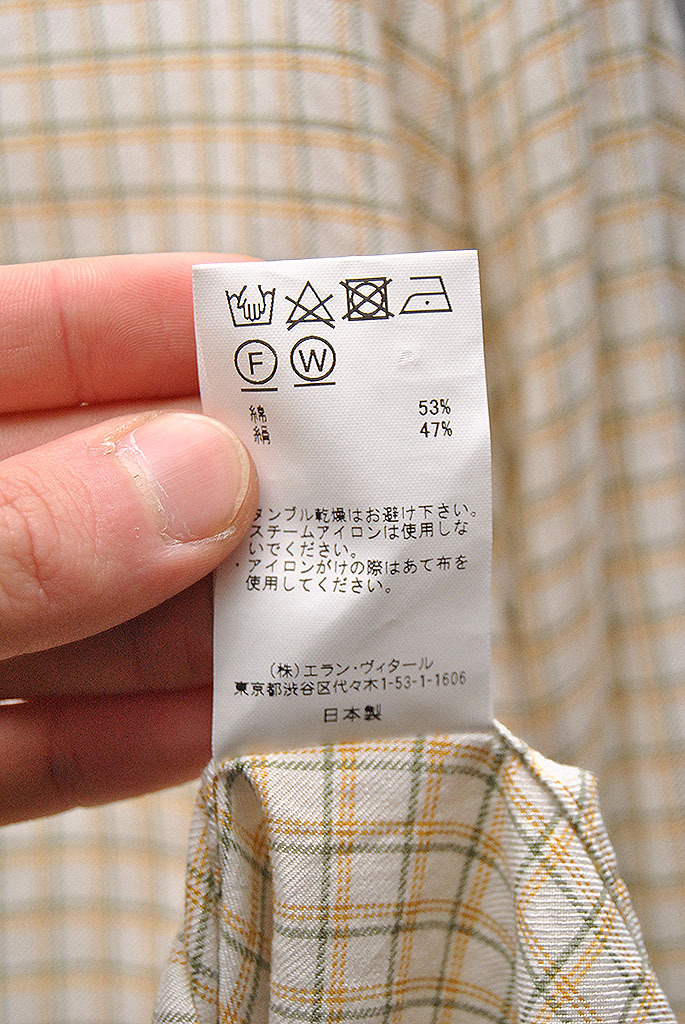 F W
綿 53%
絹 47%
タンブル乾燥はお避け下さい。
スチームアイロンは使用しな
いでください。
・アイロンがけの際はあて布を
使用してください。
(株)エラン・ヴィタール
東京都渋谷区代々木1-53-1-1606
日本製